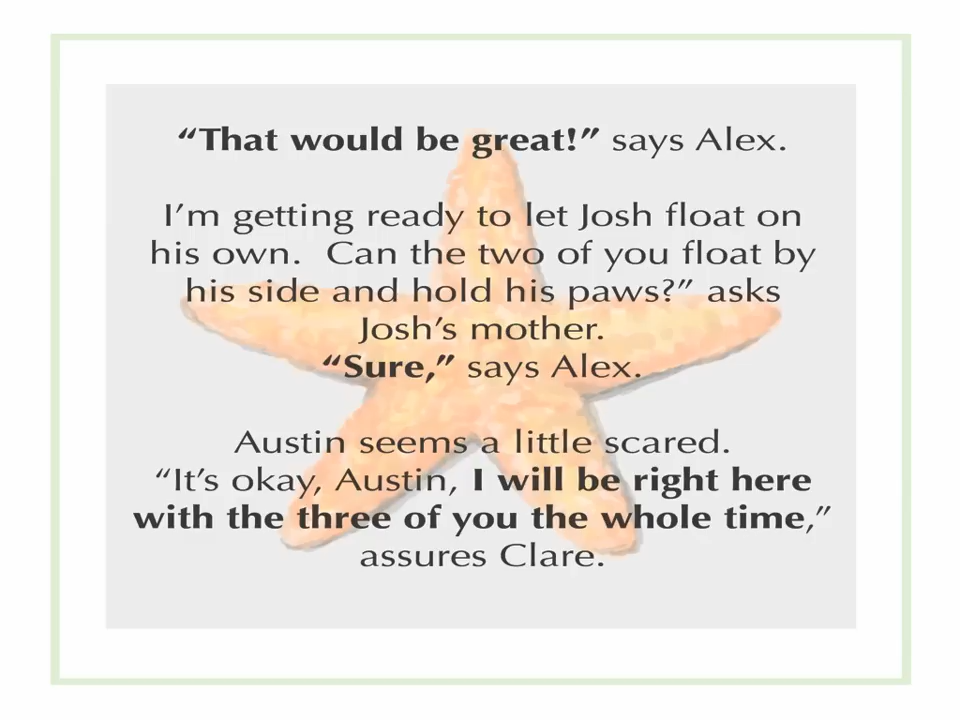 “That would be great!” says Alex.
I’m getting ready to let Josh float on
his own.  Can the two of you float by
his side and hold his paws?” asks
Josh’s mother.
“Sure,” says Alex.
Austin seems a little scared.
“It’s okay, Austin, I will be right here
with the three of you the whole time,”
assures Clare.